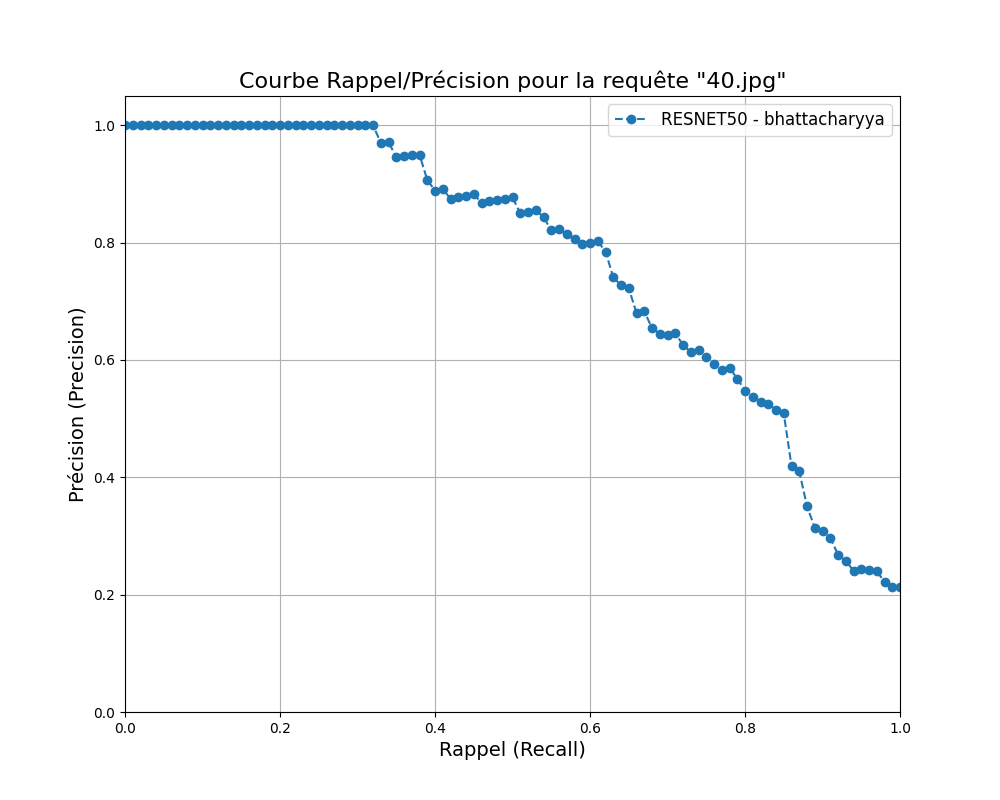 Courbe Rappel/Précision pour la requête "40.jpg"
RESNET50 - bhattacharyya
Précision (Precision)
1.0
0.8
0.6
0.4
0.2
0.0
0.0 0.2 0.4 0.6 0.8 1.0
Rappel (Recall)